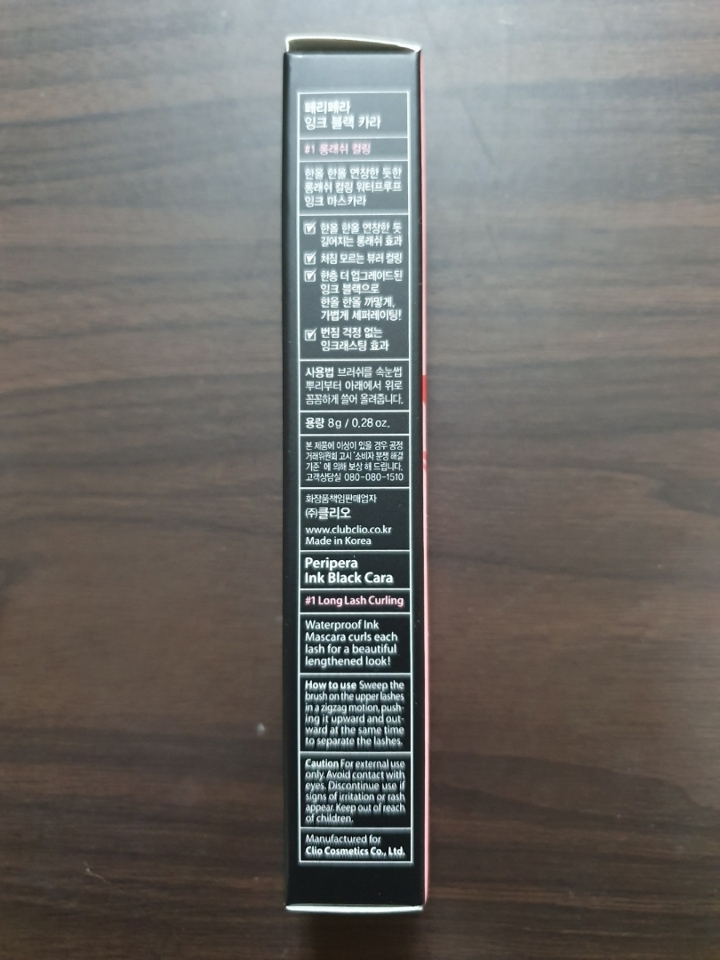 페리페라
잉크 블랙 카라
#1 롱래쉬 컬링
한올 한올 연장한 듯한
롱래쉬 컬링 워터프루프
잉크 마스카라
한올 한올 연장한 듯
길어지는 롱래쉬 효과
처짐 모르는 뷰러 컬링
한층 더 업그레이드된
잉크 블랙으로
한올 한올 까맣게,
가볍게 세퍼레이팅!
번짐 걱정 없는
잉크래스팅 효과
사용법 브러쉬를 속눈썹
뿌리부터 아래에서 위로
꼼꼼하게 쓸어 올려줍니다.
용량 8g / 0.28 oz.
본 제품에 이상이 있을 경우 공정
거래위원회 고시 '소비자 분쟁 해결
기준' 에 의해 보상 해 드립니다.
고객상담실 080-080-1510
화장품책임판매업자
㈜클리오
www.clubclio.co.kr
Made in Korea
Peripera
Ink Black Cara
#1 Long Lash Curling
Waterproof Ink
Mascara curls each
lash for a beautiful
lengthened look!
How to use Sweep the
brush on the upper lashes
in a zigzag motion, push-
ing it upward and out-
ward at the same time
to separate the lashes.
Caution For external use
only. Avoid contact with
eyes. Discontinue use if
signs of irritation or rash
appear. Keep out of reach
of children.
Manufactured for
Clio Cosmetics Co., Ltd.